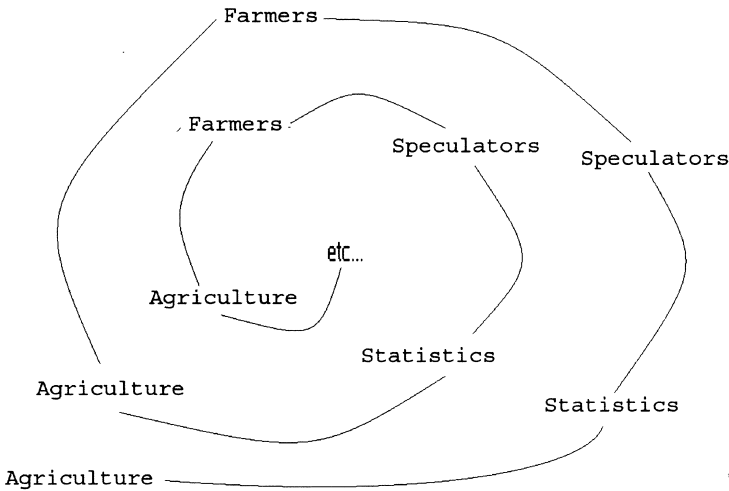 Farmers
Farmers
Speculators
Speculators
etc...
Agriculture
Statistics
Agriculture
Statistics
Agriculture